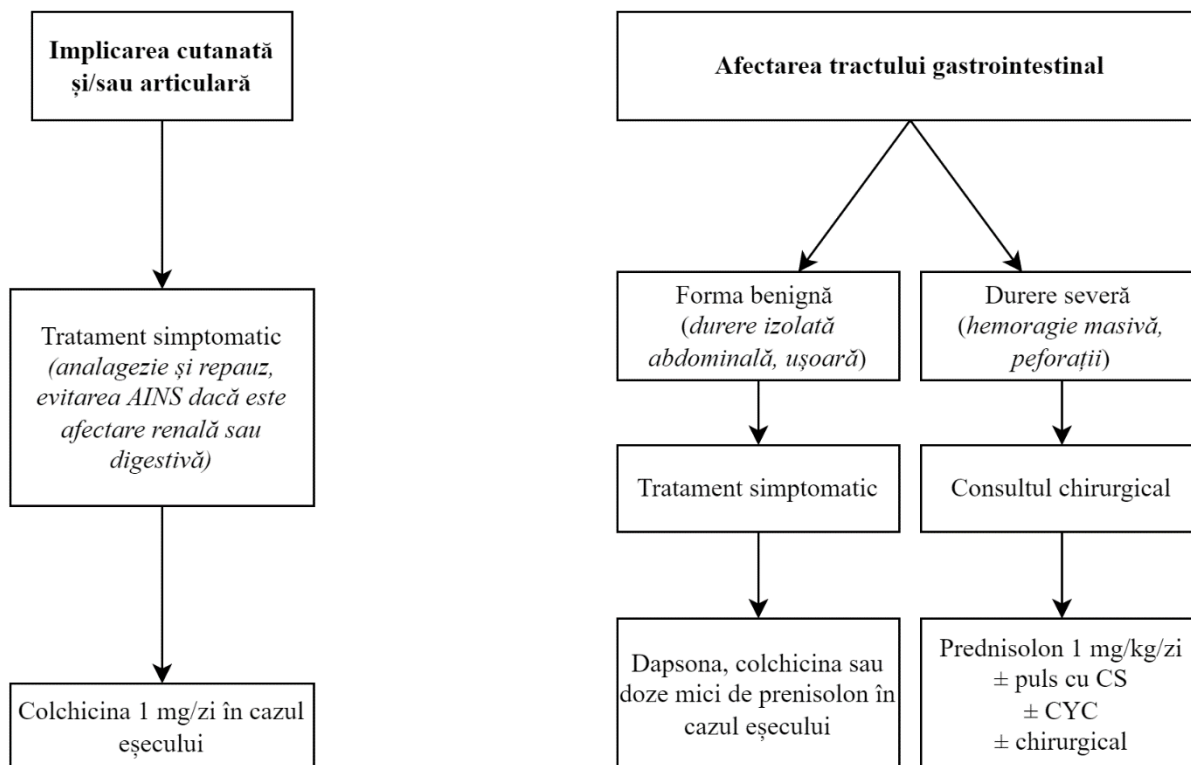 Implicarea cutanată
și/sau articulară
Tratament simptomatic
(analagezie și repauz,
evitarea AINS dacă este
afectare renală sau
digestivă)
Colchicina 1 mg/zi în cazul
eșecului
Afectarea tractului gastrointestinal
Forma benignă
(durere izolată
abdominală, ușoară)
Tratament simptomatic
Dapsona, colchicina sau
doze mici de prenisolon în
cazul eșecului
Durere severă
(hemoragie masivă,
peforații)
Consultul chirurgical
Prednisolon 1 mg/kg/zi
± puls cu CS
± CYC
± chirurgical